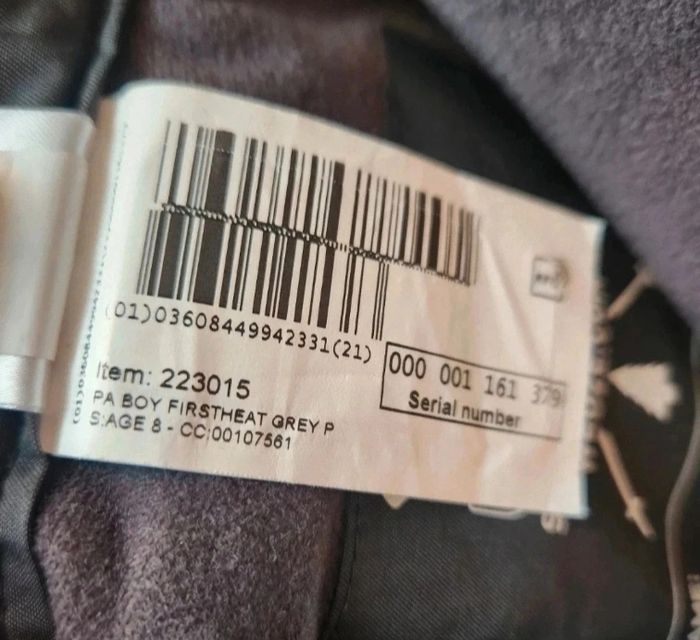 (01)03608449942331(21)
000 001 161 379
Serial number
Item: 223015
PA BOY FIRSTHEAT GREY P
S:AGE 8 - CC:00107561